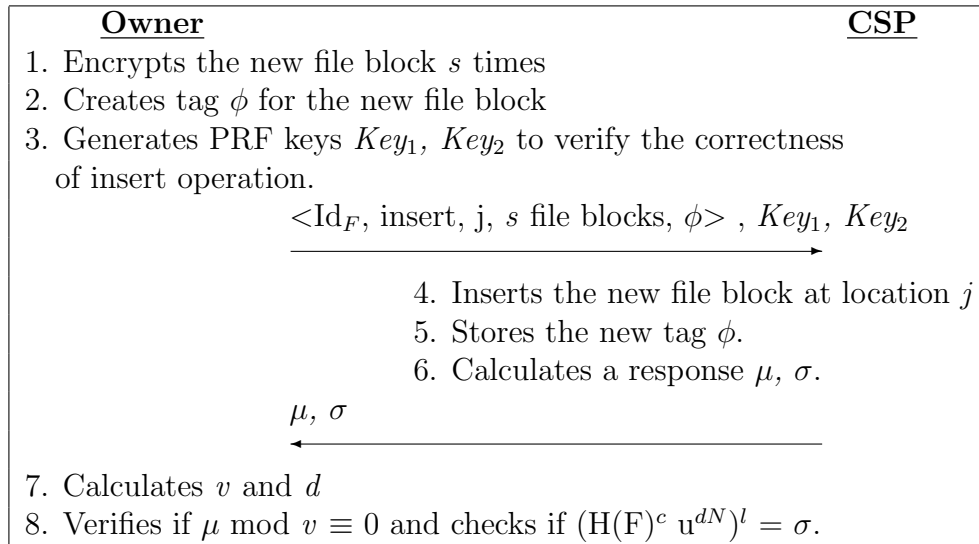 Owner CSP
1. Encrypts the new file block s times
2. Creates tag ϕ for the new file block
3. Generates PRF keys Key₁, Key₂ to verify the correctness
of insert operation.
<Id_F, insert, j, s file blocks, ϕ> , Key₁, Key₂
4. Inserts the new file block at location j
5. Stores the new tag ϕ.
6. Calculates a response μ, σ.
μ, σ
7. Calculates v and d
8. Verifies if μ mod v ≡ 0 and checks if (H(F)^c u^{dN})^l = σ.